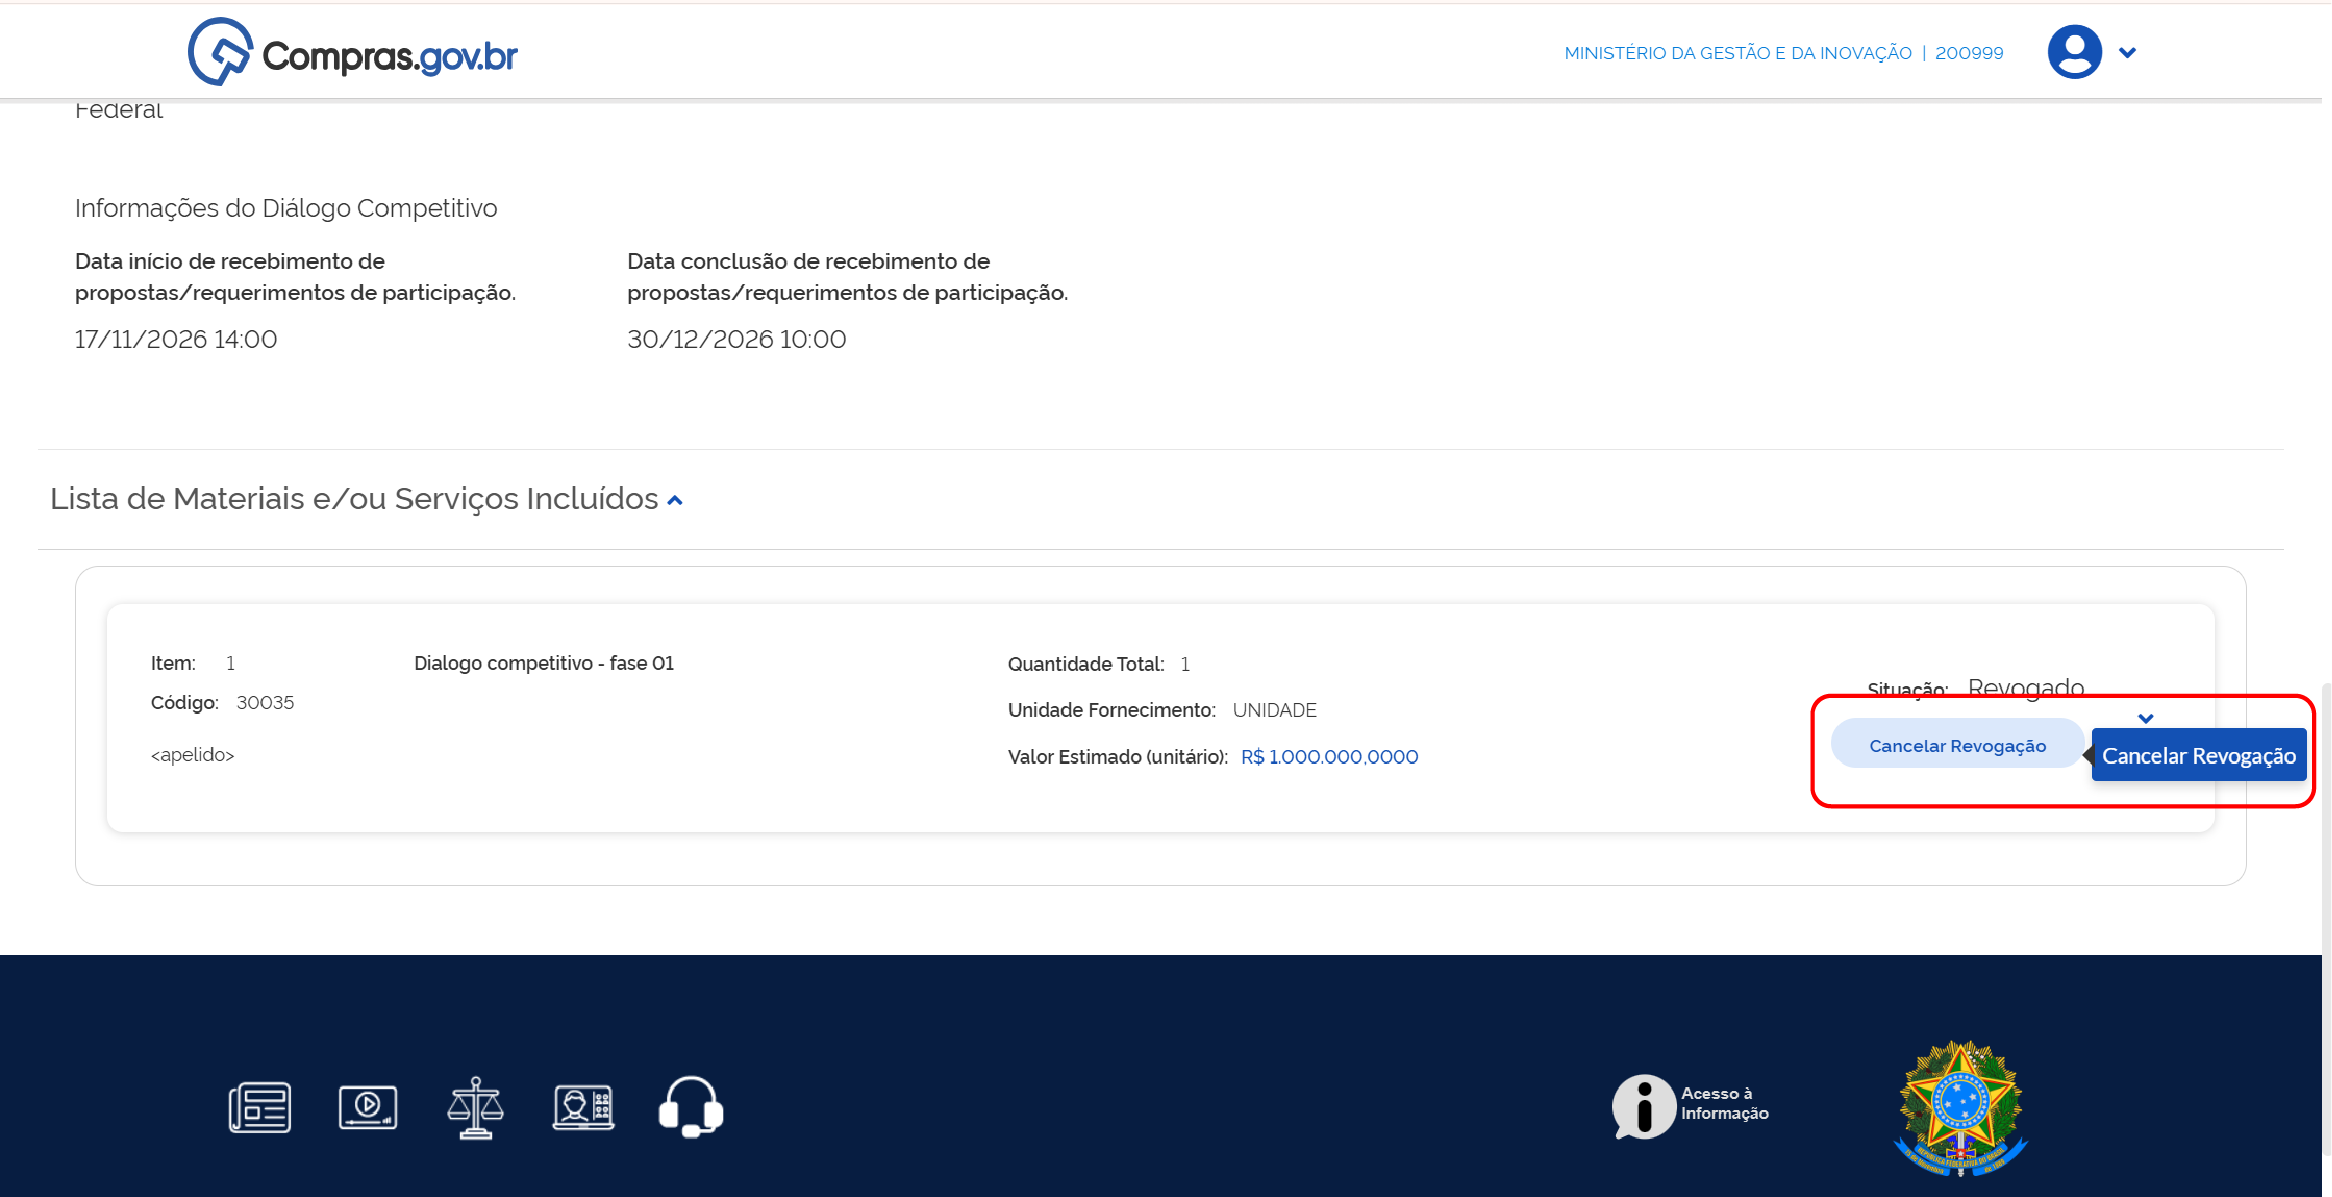 Compras.gov.br
MINISTÉRIO DA GESTÃO E DA INOVAÇÃO | 200999
Federal
Informações do Diálogo Competitivo
Data início de recebimento de
propostas/requerimentos de participação.
17/11/2026 14:00
Data conclusão de recebimento de
propostas/requerimentos de participação.
30/12/2026 10:00
Lista de Materiais e/ou Serviços Incluídos
Item: 1
Dialogo competitivo - fase 01
Código: 30035
<apelido>
Quantidade Total: 1
Unidade Fornecimento: UNIDADE
Valor Estimado (unitário): R$ 1.000.000,0000
Situação: Revogado
Cancelar Revogação
Cancelar Revogação
Acesso à
Informação